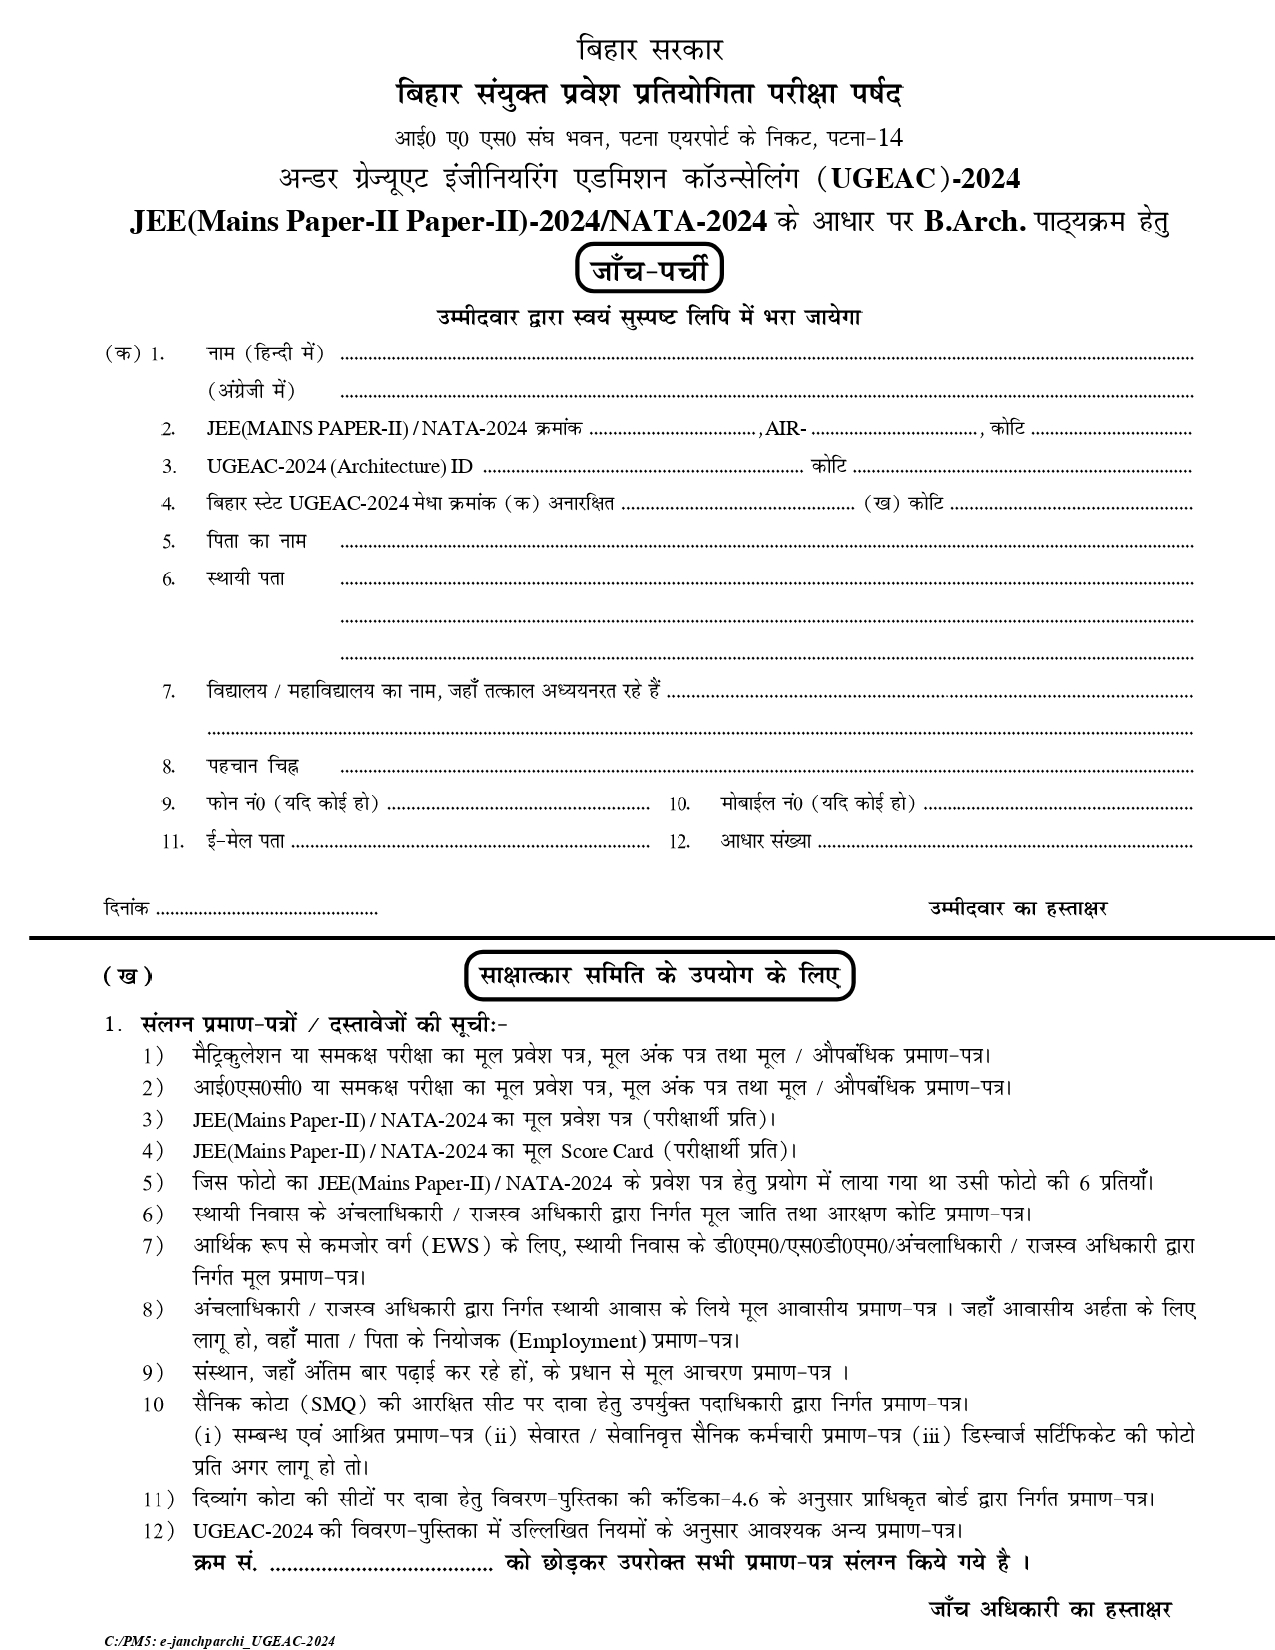 बिहार सरकार
बिहार संयुक्त प्रवेश प्रतियोगिता परीक्षा पर्षद
आई0 ए0 एस0 संघ भवन, पटना एयरपोर्ट के निकट, पटना-14
अन्डर ग्रेज्यूएट इंजीनियरिंग एडमिशन कॉउन्सेलिंग (UGEAC)-2024
JEE(Mains Paper-II Paper-II)-2024/NATA-2024 के आधार पर B.Arch. पाठ्यक्रम हेतु
जाँच-पर्ची
उम्मीदवार द्वारा स्वयं सुस्पष्ट लिपि में भरा जायेगा
(क) 1. नाम (हिन्दी में) ........................................
(अंग्रेजी में) ........................................
2. JEE(MAINS PAPER-II) / NATA-2024 क्रमांक ...................................., AIR- ...................................., कोटि ...................................
3. UGEAC-2024 (Architecture) ID ........................................ कोटि ........................................
4. बिहार स्टेट UGEAC-2024 मेधा क्रमांक (क) अनारक्षित ........................................ (ख) कोटि ........................................
5. पिता का नाम ........................................
6. स्थायी पता ........................................
........................................
........................................
7. विद्यालय / महाविद्यालय का नाम, जहाँ तत्काल अध्ययनरत रहे हैं ........................................
........................................
8. पहचान चिह्न ........................................
9. फोन नं0 (यदि कोई हो) ........................................ 10. मोबाईल नं0 (यदि कोई हो) ........................................
11. ई-मेल पता ........................................ 12. आधार संख्या ........................................
दिनांक ........................................ उम्मीदवार का हस्ताक्षर
(ख) साक्षात्कार समिति के उपयोग के लिए
1. संलग्न प्रमाण-पत्रों / दस्तावेजों की सूची:-
1) मैट्रिकुलेशन या समकक्ष परीक्षा का मूल प्रवेश पत्र, मूल अंक पत्र तथा मूल / औपबंधिक प्रमाण-पत्र।
2) आई0एस0सी0 या समकक्ष परीक्षा का मूल प्रवेश पत्र, मूल अंक पत्र तथा मूल / औपबंधिक प्रमाण-पत्र।
3) JEE(Mains Paper-II) / NATA-2024 का मूल प्रवेश पत्र (परीक्षार्थी प्रति)।
4) JEE(Mains Paper-II) / NATA-2024 का मूल Score Card (परीक्षार्थी प्रति)।
5) जिस फोटो का JEE(Mains Paper-II) / NATA-2024 के प्रवेश पत्र हेतु प्रयोग में लाया गया था उसी फोटो की 6 प्रतियाँ।
6) स्थायी निवास के अंचलाधिकारी / राजस्व अधिकारी द्वारा निर्गत मूल जाति तथा आरक्षण कोटि प्रमाण-पत्र।
7) आर्थिक रूप से कमजोर वर्ग (EWS) के लिए, स्थायी निवास के डी0एम0/एस0डी0एम0/अंचलाधिकारी / राजस्व अधिकारी द्वारा
निर्गत मूल प्रमाण-पत्र।
8) अंचलाधिकारी / राजस्व अधिकारी द्वारा निर्गत स्थायी आवास के लिये मूल आवासीय प्रमाण-पत्र । जहाँ आवासीय अर्हता के लिए
लागू हो, वहाँ माता / पिता के नियोजक (Employment) प्रमाण-पत्र।
9) संस्थान, जहाँ अंतिम बार पढ़ाई कर रहे हों, के प्रधान से मूल आचरण प्रमाण-पत्र ।
10 सैनिक कोटा (SMQ) की आरक्षित सीट पर दावा हेतु उपर्युक्त पदाधिकारी द्वारा निर्गत प्रमाण-पत्र।
(i) सम्बन्ध एवं आश्रित प्रमाण-पत्र (ii) सेवारत / सेवानिवृत्त सैनिक कर्मचारी प्रमाण-पत्र (iii) डिस्चार्ज सर्टिफिकेट की फोटो
प्रति अगर लागू हो तो।
11) दिव्यांग कोटा की सीटों पर दावा हेतु विवरण-पुस्तिका की कंडिका-4.6 के अनुसार प्राधिकृत बोर्ड द्वारा निर्गत प्रमाण-पत्र।
12) UGEAC-2024 की विवरण-पुस्तिका में उल्लिखित नियमों के अनुसार आवश्यक अन्य प्रमाण-पत्र।
क्रम सं. ....................................... को छोड़कर उपरोक्त सभी प्रमाण-पत्र संलग्न किये गये है ।
जाँच अधिकारी का हस्ताक्षर
C:/PM5: e-janchparchi_UGEAC-2024